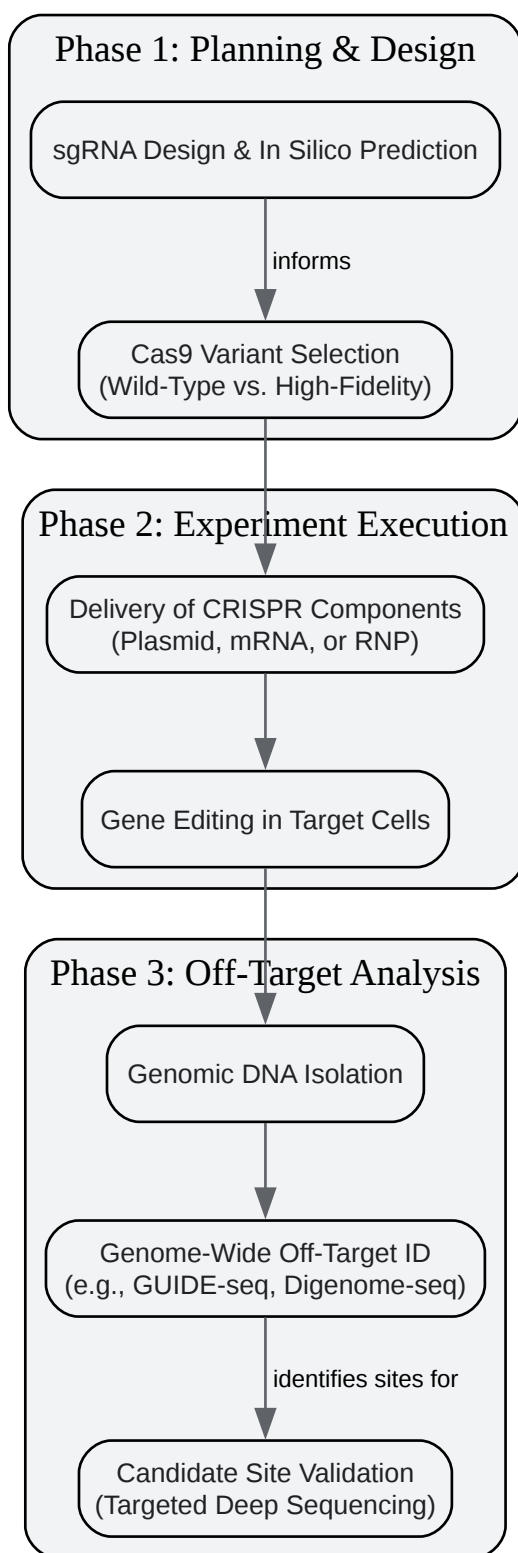 Phase 1: Planning & Design
sgRNA Design & In Silico Prediction
informs
Cas9 Variant Selection
(Wild-Type vs. High-Fidelity)
Phase 2: Experiment Execution
Delivery of CRISPR Components
(Plasmid, mRNA, or RNP)
Gene Editing in Target Cells
Phase 3: Off-Target Analysis
Genomic DNA Isolation
Genome-Wide Off-Target ID
(e.g., GUIDE-seq, Digenome-seq)
identifies sites for
Candidate Site Validation
(Targeted Deep Sequencing)